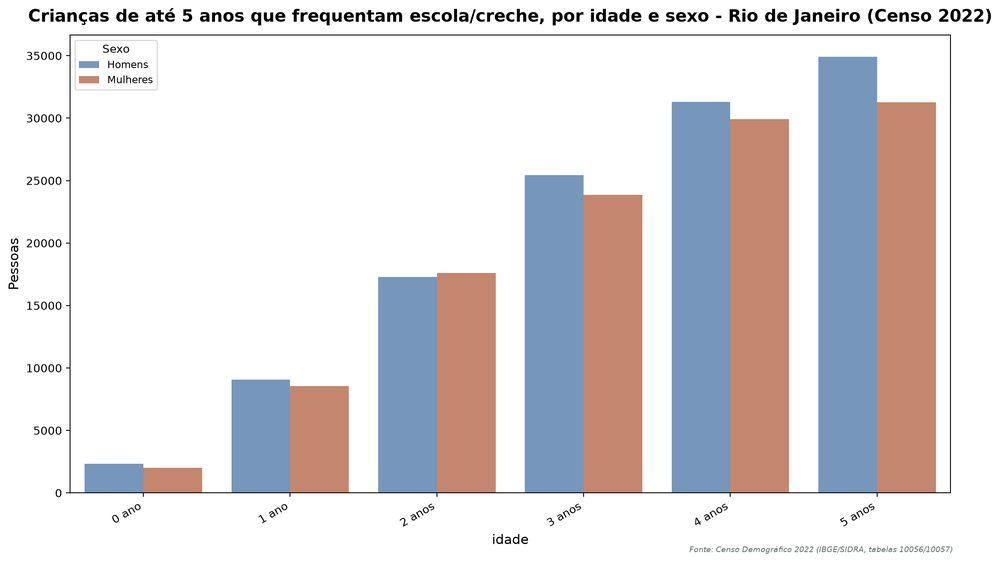 Crianças de até 5 anos que frequentam escola/creche, por idade e sexo - Rio de Janeiro (Censo 2022)
Sexo
Homens
Mulheres
Pessoas
35000
30000
25000
20000
15000
10000
5000
0
0 ano
1 ano
2 anos
3 anos
4 anos
5 anos
idade
Fonte: Censo Demográfico 2022 (IBGE/SIDRA, tabelas 10056/10057)